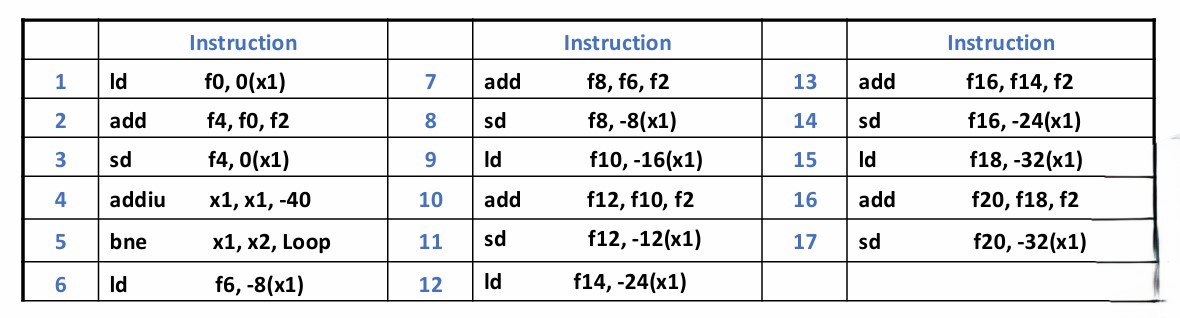 Instruction Instruction Instruction
1 ld f0, 0(x1) 7 add f8, f6, f2 13 add f16, f14, f2
2 add f4, f0, f2 8 sd f8, -8(x1) 14 sd f16, -24(x1)
3 sd f4, 0(x1) 9 ld f10, -16(x1) 15 ld f18, -32(x1)
4 addiu x1, x1, -40 10 add f12, f10, f2 16 add f20, f18, f2
5 bne x1, x2, Loop 11 sd f12, -12(x1) 17 sd f20, -32(x1)
6 ld f6, -8(x1) 12 ld f14, -24(x1)